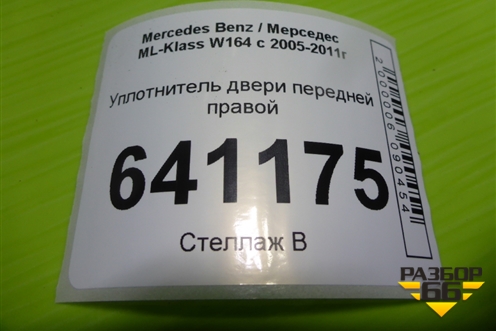 Mercedes Benz / Мерседес
ML-Klass W164 с 2005-2011г
Уплотнитель двери передней
правой
641175
Стеллаж В
2000006090454
РАЗБОР
66